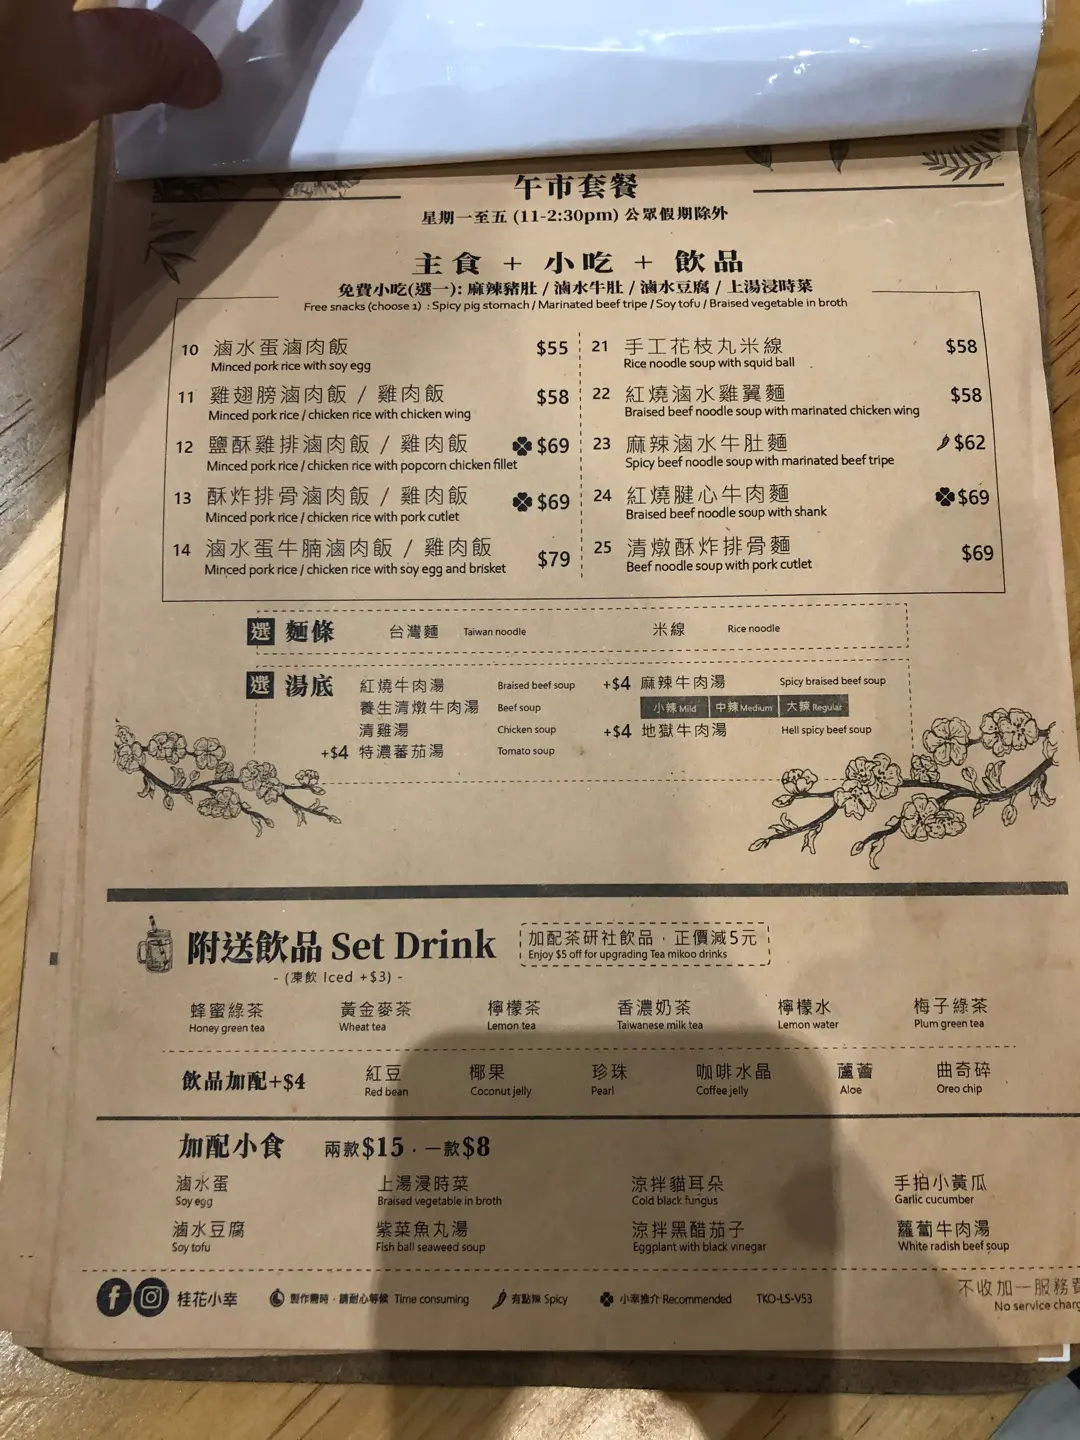 午市套餐
星期一至五 (11-2:30pm) 公眾假期除外
主食 + 小吃 + 飲品
免費小吃(選一): 麻辣豬肚 / 滷水牛肚 / 滷水豆腐 / 上湯浸時菜
Free snacks (choose 1) : Spicy pig stomach / Marinated beef tripe / Soy tofu / Braised vegetable in broth
10 滷水蛋滷肉飯 $55
Minced pork rice with soy egg
11 雞翅膀滷肉飯 / 雞肉飯 $58
Minced pork rice / chicken rice with chicken wing
12 鹽酥雞排滷肉飯 / 雞肉飯 $69
Minced pork rice / chicken rice with popcorn chicken fillet
13 酥炸排骨滷肉飯 / 雞肉飯 $69
Minced pork rice / chicken rice with pork cutlet
14 滷水蛋牛腩滷肉飯 / 雞肉飯 $79
Minced pork rice / chicken rice with soy egg and brisket
21 手工花枝丸米線 $58
Rice noodle soup with squid ball
22 紅燒滷水雞翼麵 $58
Braised beef noodle soup with marinated chicken wing
23 麻辣滷水牛肚麵 $62
Spicy beef noodle soup with marinated beef tripe
24 紅燒腱心牛肉麵 $69
Braised beef noodle soup with shank
25 清燉酥炸排骨麵 $69
Beef noodle soup with pork cutlet
選 麵條 台灣麵 Taiwan noodle 米線 Rice noodle
選 湯底 紅燒牛肉湯 Braised beef soup +$4 麻辣牛肉湯 Spicy braised beef soup
養生清燉牛肉湯 Beef soup 小辣 Mild 中辣 Medium 大辣 Regular
清雞湯 Chicken soup +$4 地獄牛肉湯 Hell spicy beef soup
+$4 特濃蕃茄湯 Tomato soup
附送飲品 Set Drink
- (凍飲 Iced +$3) -
加配茶研社飲品，正價減5元
Enjoy $5 off for upgrading Tea mikoo drinks
蜂蜜綠茶 黃金麥茶 檸檬茶 香濃奶茶 檸檬水 梅子綠茶
Honey green tea Wheat tea Lemon tea Taiwanese milk tea Lemon water Plum green tea
飲品加配+$4 紅豆 椰果 珍珠 咖啡水晶 蘆薈 曲奇碎
Red bean Coconut jelly Pearl Coffee jelly Aloe Oreo chip
加配小食 兩款$15 · 一款$8
滷水蛋 上湯浸時菜 涼拌貓耳朵 手拍小黃瓜
Soy egg Braised vegetable in broth Cold black fungus Garlic cucumber
滷水豆腐 紫菜魚丸湯 涼拌黑醋茄子 蘿蔔牛肉湯
Soy tofu Fish ball seaweed soup Eggplant with black vinegar White radish beef soup
桂花小幸 製作需時，請耐心等候 Time consuming 有點辣 Spicy 小幸推介 Recommended TKO-LS-V53
不收加一服務費
No service charg